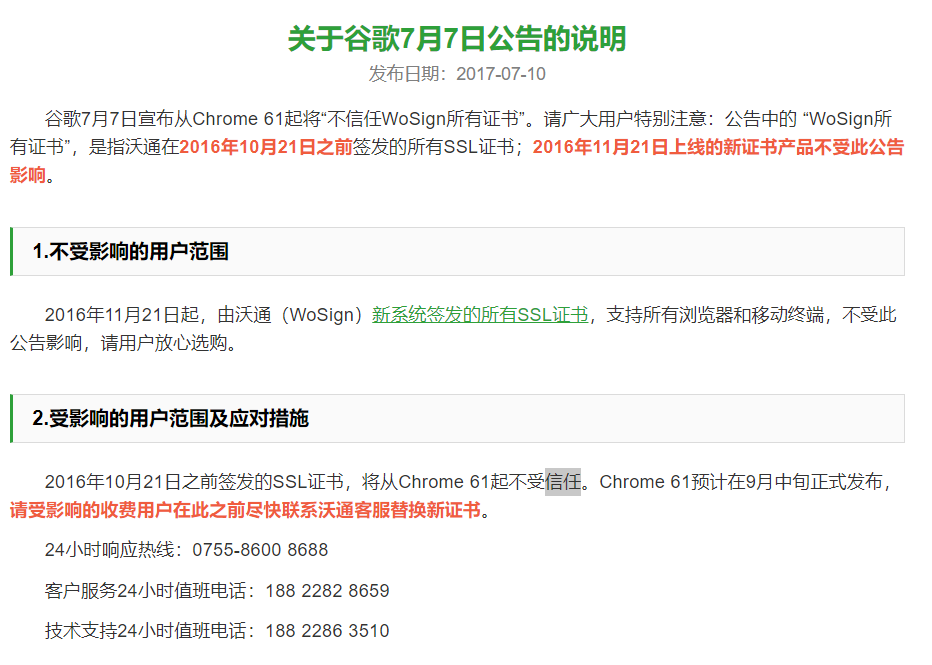 关于谷歌7月7日公告的说明
发布日期：2017-07-10
谷歌7月7日宣布从Chrome 61起将“不信任WoSign所有证书”。请广大用户特别注意：公告中的 “WoSign所
有证书”，是指沃通在2016年10月21日之前签发的所有SSL证书；2016年11月21日上线的新证书产品不受此公告
影响。
1.不受影响的用户范围
2016年11月21日起，由沃通（WoSign）新系统签发的所有SSL证书，支持所有浏览器和移动终端，不受此
公告影响，请用户放心选购。
2.受影响的用户范围及应对措施
2016年10月21日之前签发的SSL证书，将从Chrome 61起不受信任。Chrome 61预计在9月中旬正式发布，
请受影响的收费用户在此之前尽快联系沃通客服替换新证书。
24小时响应热线：0755-8600 8688
客户服务24小时值班电话：188 2282 8659
技术支持24小时值班电话：188 2286 3510